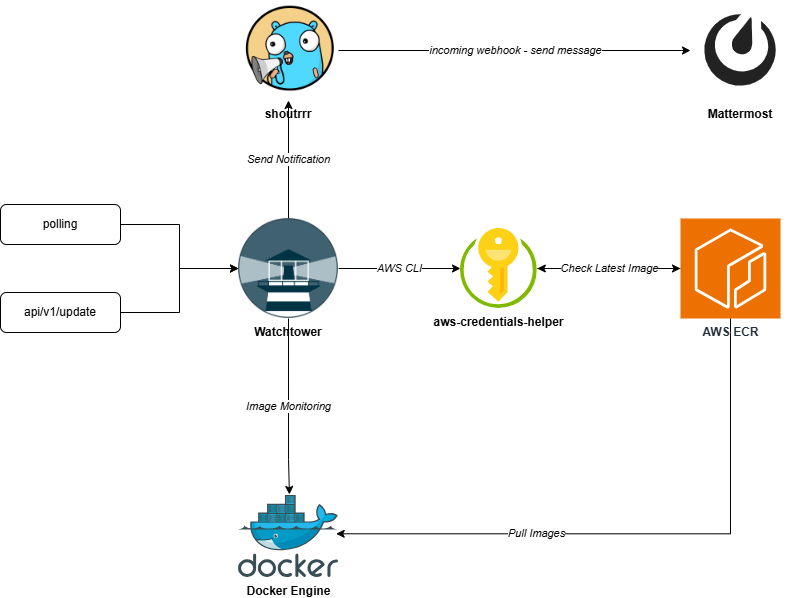 incoming webhook - send message
shoutrrr
Mattermost
Send Notification
polling
api/v1/update
AWS CLI
Check Latest Image
Watchtower
aws-credentials-helper
AWS ECR
Image Monitoring
docker
Pull Images
Docker Engine